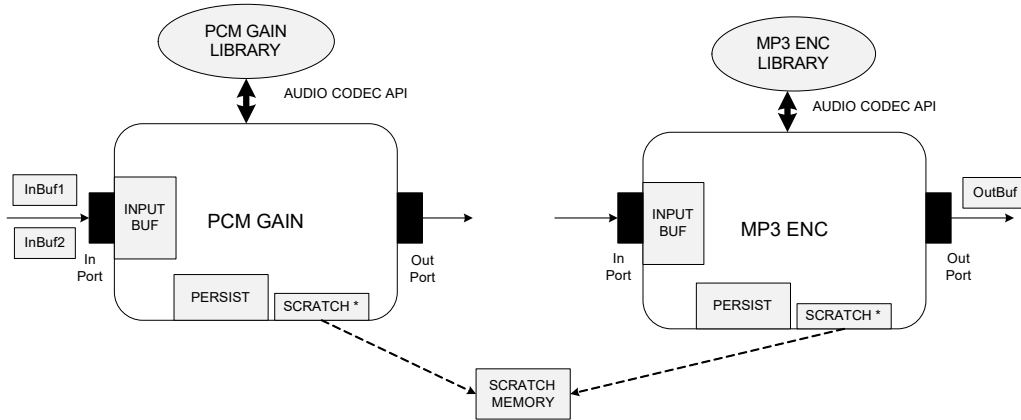 PCM GAIN
LIBRARY
AUDIO CODEC API
InBuf1
InBuf2
In
Port
INPUT
BUF
PCM GAIN
PERSIST
SCRATCH *
Out
Port
MP3 ENC
LIBRARY
AUDIO CODEC API
In
Port
INPUT
BUF
MP3 ENC
PERSIST
SCRATCH *
OutBuf
Out
Port
SCRATCH
MEMORY